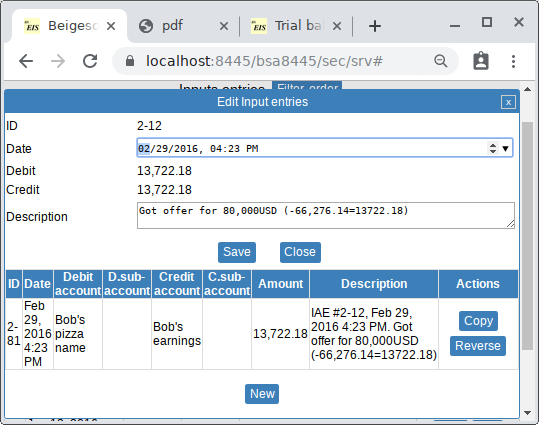 EIS Beigesc
pdf
EIS Trial bal
localhost:8445/bsa8445/sec/srv#
Inputs entries Filter, order
Edit Input entries x
ID 2-12
Date 02/29/2016, 04:23 PM
Debit 13,722.18
Credit 13,722.18
Description Got offer for 80,000USD (-66,276.14=13722.18)
Save Close
ID Date Debit account D.sub-account Credit account C.sub-account Amount Description Actions
2-81 Feb 29, 2016 4:23 PM Bob's pizza name Bob's earnings 13,722.18 IAE #2-12, Feb 29, 2016 4:23 PM. Got offer for 80,000USD (-66,276.14=13722.18) Copy Reverse
New